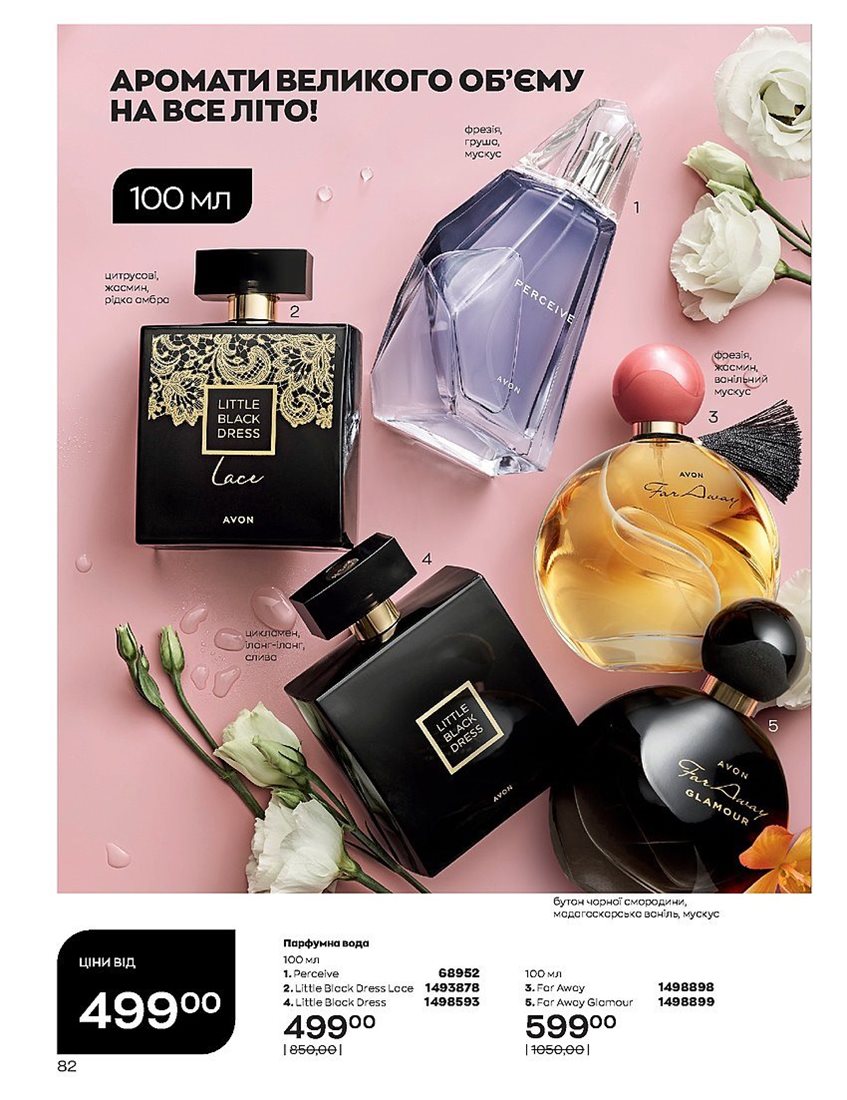 АРОМАТИ ВЕЛИКОГО ОБ’ЄМУ
НА ВСЕ ЛІТО!
100 МЛ
фрезія,
груша,
мускус
1
цитрусові,
жасмин,
рідка амбра
2
PERCEIVE
AVON
LITTLE
BLACK
DRESS
Lace
AVON
фрезія,
жасмин,
ванільний
мускус
3
AVON
Far Away
4
цикламен,
іланг-іланг,
слива
LITTLE
BLACK
DRESS
AVON
5
AVON
Far Away
GLAMOUR
бутон чорної смородини,
мадагаскарська ваніль, мускус
ЦІНИ ВІД
499⁰⁰
Парфумна вода
100 мл
1. Perceive 68952
2. Little Black Dress Lace 1493878
4. Little Black Dress 1498593
499⁰⁰
|850,00|
100 мл
3. Far Away 1498898
5. Far Away Glamour 1498899
599⁰⁰
|1050,00|
82